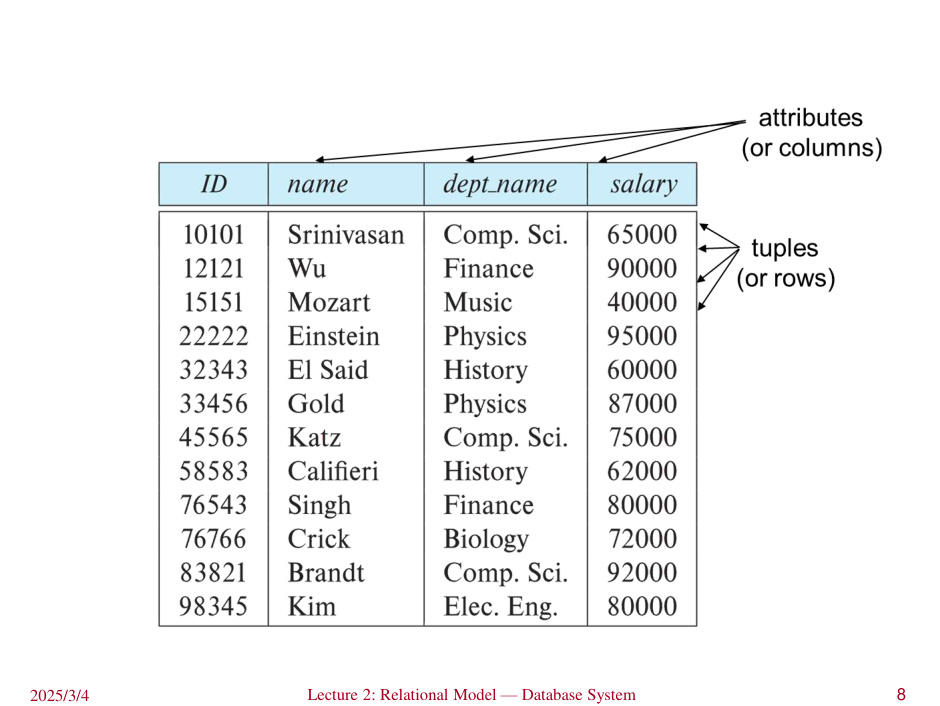 attributes
(or columns)
ID name dept_name salary
10101 Srinivasan Comp. Sci. 65000
12121 Wu Finance 90000
15151 Mozart Music 40000
22222 Einstein Physics 95000
32343 El Said History 60000
33456 Gold Physics 87000
45565 Katz Comp. Sci. 75000
58583 Califieri History 62000
76543 Singh Finance 80000
76766 Crick Biology 72000
83821 Brandt Comp. Sci. 92000
98345 Kim Elec. Eng. 80000
tuples
(or rows)
2025/3/4 Lecture 2: Relational Model — Database System 8